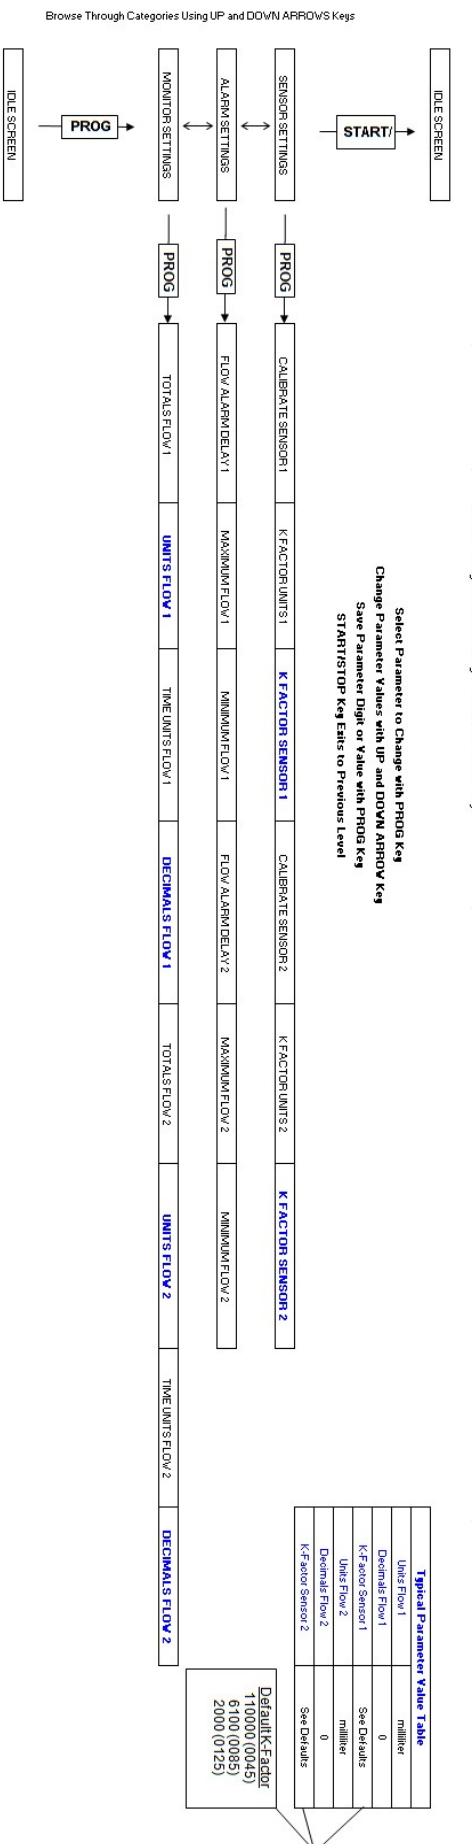 Browse Through Categories Using UP and DOWN ARROWS Keys
IDLE SCREEN
PROG
MONITOR SETTINGS
ALARM SETTINGS
SENSOR SETTINGS
START/
IDLE SCREEN
PROG
PROG
PROG
Select Parameter to Change with PROG Key
Change Parameter Values with UP and DOWN ARROW Key
Save Parameter Digit or Value with PROG Key
START/STOP Key Exits to Previous Level
CALIBRATE SENSOR 1
K FACTOR UNITS 1
K FACTOR SENSOR 1
CALIBRATE SENSOR 2
K FACTOR UNITS 2
K FACTOR SENSOR 2
FLOW ALARM DELAY 1
MAXIMUM FLOW 1
MINIMUM FLOW 1
FLOW ALARM DELAY 2
MAXIMUM FLOW 2
MINIMUM FLOW 2
TOTALS FLOW 1
UNITS FLOW 1
TIME UNITS FLOW 1
DECIMALS FLOW 1
TOTALS FLOW 2
UNITS FLOW 2
TIME UNITS FLOW 2
DECIMALS FLOW 2
Typical Parameter Value Table
Units Flow 1 milliliter
Decimals Flow 1 0
K-Factor Sensor 1 See Defaults
Units Flow 2 milliliter
Decimals Flow 2 0
K-Factor Sensor 2 See Defaults
Default K-Factor
110000 (0045)
6100 (0085)
2000 (0125)